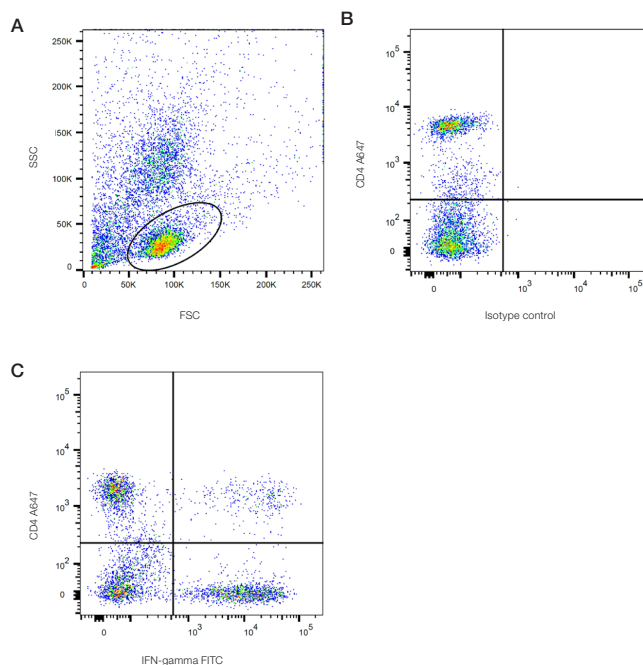 A
250K
200K
150K
100K
50K
0
SSC
0 50K 100K 150K 200K 250K
FSC
B
10^5
10^4
10^3
10^2
0
CD4 A647
0 10^3 10^4 10^5
Isotype control
C
10^5
10^4
10^3
10^2
0
CD4 A647
0 10^3 10^4 10^5
IFN-gamma FITC